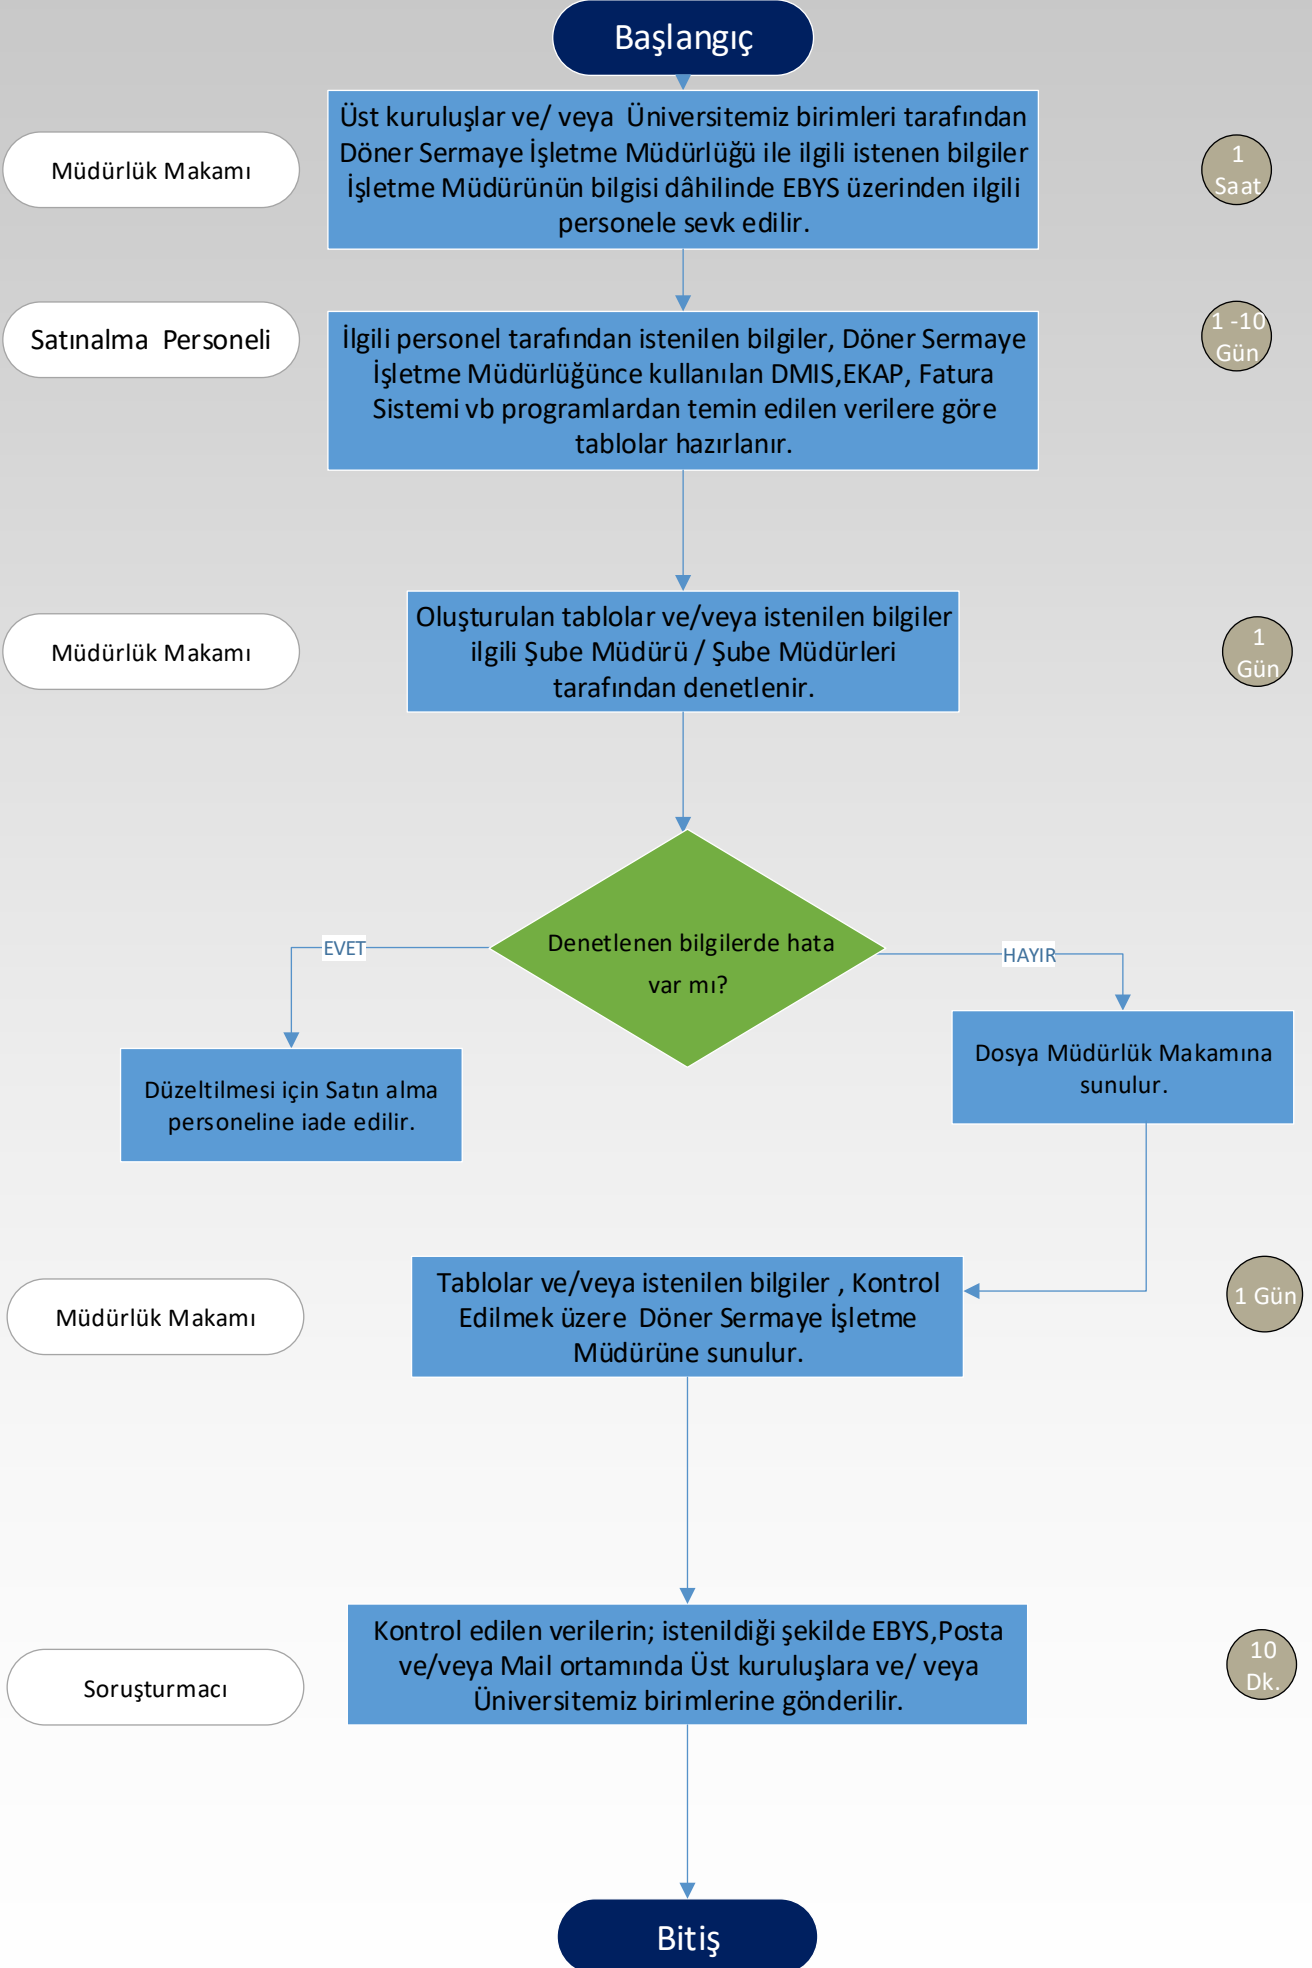 Başlangıç
Müdürlük Makamı
Üst kuruluşlar ve/ veya Üniversitemiz birimleri tarafından
Döner Sermaye İşletme Müdürlüğü ile ilgili istenen bilgiler
İşletme Müdürünün bilgisi dâhilinde EBYS üzerinden ilgili
personele sevk edilir.
1
Saat
Satınalma Personeli
İlgili personel tarafından istenilen bilgiler, Döner Sermaye
İşletme Müdürlüğünce kullanılan DMIS,EKAP, Fatura
Sistemi vb programlardan temin edilen verilere göre
tablolar hazırlanır.
1 -10
Gün
Müdürlük Makamı
Oluşturulan tablolar ve/veya istenilen bilgiler
ilgili Şube Müdürü / Şube Müdürleri
tarafından denetlenir.
1
Gün
Denetlenen bilgilerde hata
var mı?
EVET
HAYIR
Düzeltilmesi için Satın alma
personeline iade edilir.
Dosya Müdürlük Makamına
sunulur.
Müdürlük Makamı
Tablolar ve/veya istenilen bilgiler , Kontrol
Edilmek üzere Döner Sermaye İşletme
Müdürüne sunulur.
1 Gün
Soruşturmacı
Kontrol edilen verilerin; istenildiği şekilde EBYS,Posta
ve/veya Mail ortamında Üst kuruluşlara ve/ veya
Üniversitemiz birimlerine gönderilir.
10
Dk.
Bitiş